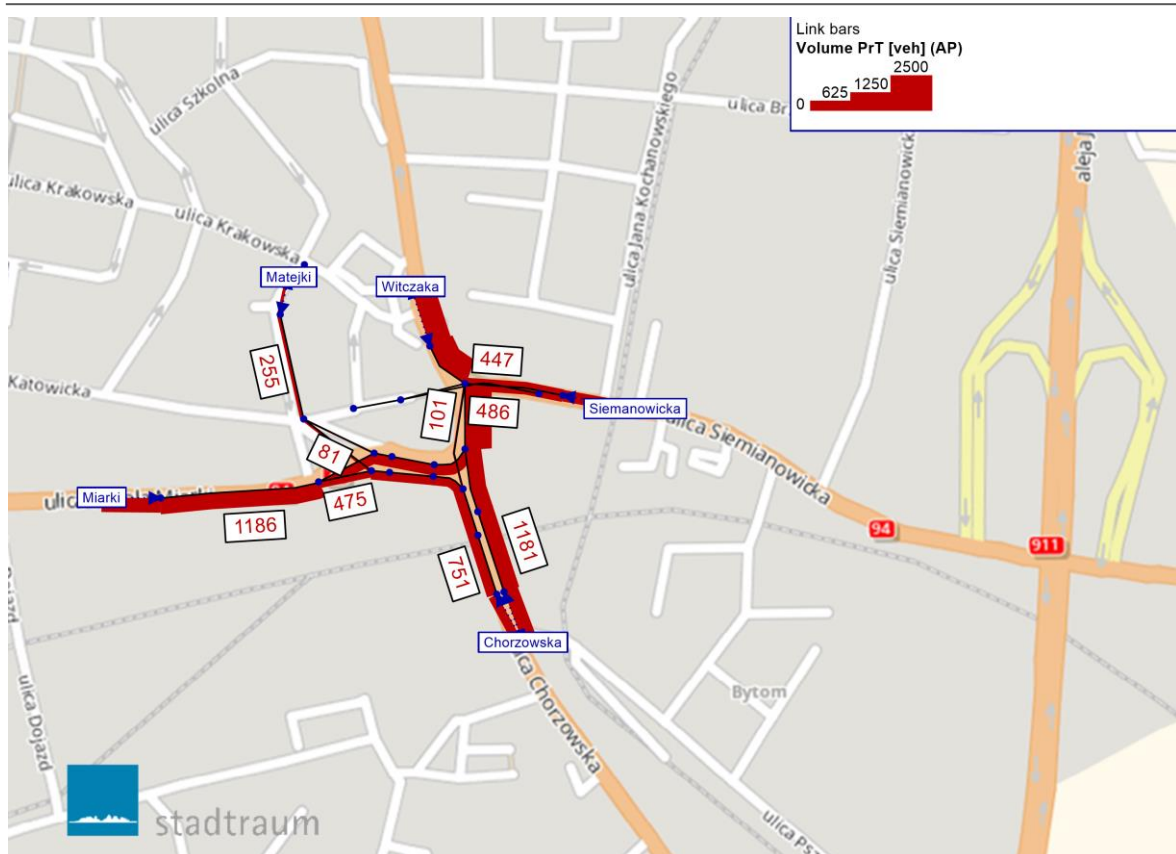 Link bars
Volume PrT [veh] (AP)
2500
1250
625
0
ulica Szkolna
ulica Krakowska
ulica Krakowska
ulica Jana Kochanowskiego
ulica Br
ulica Siemianowick
aleja J
Matejki
Witczaka
447
255
Katowicka
101
486
Siemanowicka
ulica Siemianowicka
81
Miarki
475
1186
94
911
751
1181
Chorzowska
ulica Dojazd
Bytom
ulica Chorzowska
ulica Psz
stadtraum